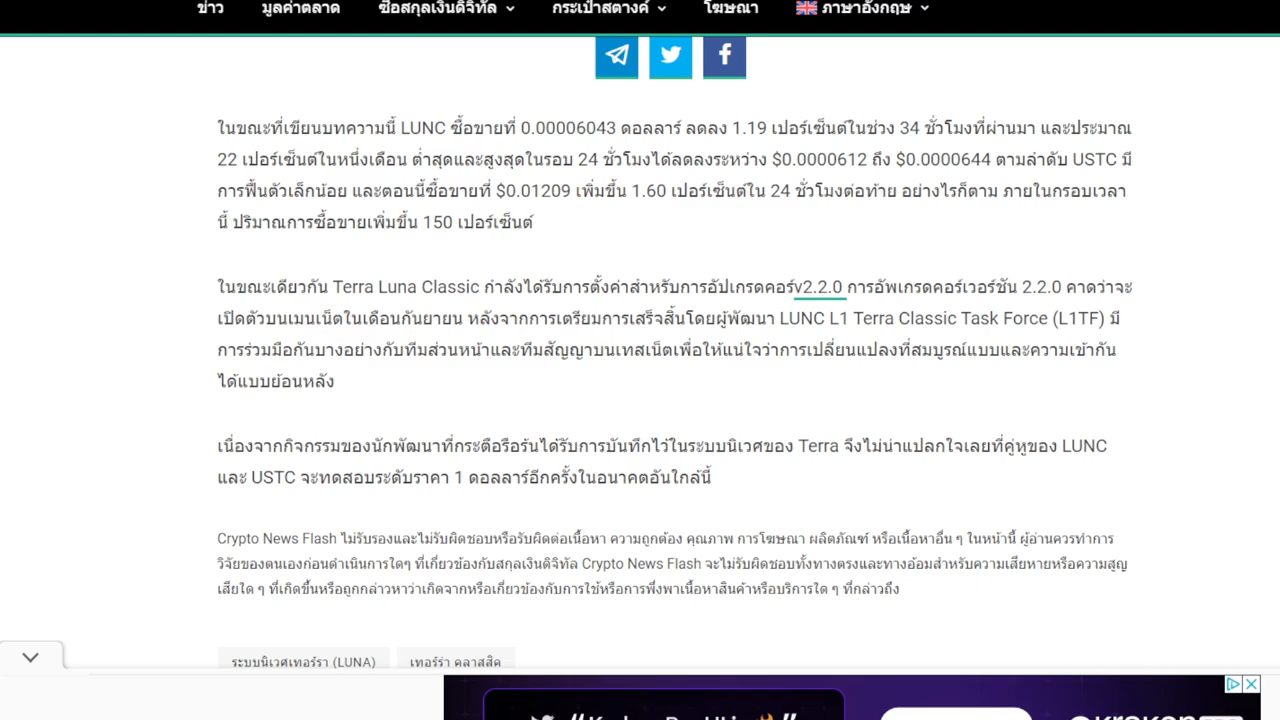 ข่าว มูลค่าตลาด ซื้อสกุลเงินดิจิทัล กระเป๋าสตางค์ โฆษณา ภาษาอังกฤษ
ในขณะที่เขียนบทความนี้ LUNC ซื้อขายที่ 0.00006043 ดอลลาร์ ลดลง 1.19 เปอร์เซ็นต์ในช่วง 34 ชั่วโมงที่ผ่านมา และประมาณ
22 เปอร์เซ็นต์ในหนึ่งเดือน ต่ำสุดและสูงสุดในรอบ 24 ชั่วโมงได้ลดลงระหว่าง $0.0000612 ถึง $0.0000644 ตามลำดับ USTC มี
การฟื้นตัวเล็กน้อย และตอนนี้ซื้อขายที่ $0.01209 เพิ่มขึ้น 1.60 เปอร์เซ็นต์ใน 24 ชั่วโมงต่อท้าย อย่างไรก็ตาม ภายในกรอบเวลา
นี้ ปริมาณการซื้อขายเพิ่มขึ้น 150 เปอร์เซ็นต์
ในขณะเดียวกัน Terra Luna Classic กำลังได้รับการตั้งค่าสำหรับการอัปเกรดคอร์v2.2.0 การอัพเกรดคอร์เวอร์ชัน 2.2.0 คาดว่าจะ
เปิดตัวบนเมนเน็ตในเดือนกันยายน หลังจากการเตรียมการเสร็จสิ้นโดยผู้พัฒนา LUNC L1 Terra Classic Task Force (L1TF) มี
การร่วมมือกันบางอย่างกับทีมส่วนหน้าและทีมสัญญาบนเทสเน็ตเพื่อให้แน่ใจว่าการเปลี่ยนแปลงที่สมบูรณ์แบบและความเข้ากัน
ได้แบบย้อนหลัง
เนื่องจากกิจกรรมของนักพัฒนาที่กระตือรือร้นได้รับการบันทึกไว้ในระบบนิเวศของ Terra จึงไม่น่าแปลกใจเลยที่คู่หูของ LUNC
และ USTC จะทดสอบระดับราคา 1 ดอลลาร์อีกครั้งในอนาคตอันใกล้นี้
Crypto News Flash ไม่รับรองและไม่รับผิดชอบหรือรับผิดต่อเนื้อหา ความถูกต้อง คุณภาพ การโฆษณา ผลิตภัณฑ์ หรือเนื้อหาอื่น ๆ ในหน้านี้ ผู้อ่านควรทำการ
วิจัยของตนเองก่อนดำเนินการใดๆ ที่เกี่ยวข้องกับสกุลเงินดิจิทัล Crypto News Flash จะไม่รับผิดชอบทั้งทางตรงและทางอ้อมสำหรับความเสียหายหรือความสูญ
เสียใด ๆ ที่เกิดขึ้นหรือถูกกล่าวหาว่าเกิดจากหรือเกี่ยวข้องกับการใช้หรือการพึ่งพาเนื้อหาสินค้าหรือบริการใด ๆ ที่กล่าวถึง
ระบบนิเวศเทอร์รา (LUNA) เทอร์ร่า คลาสสิค